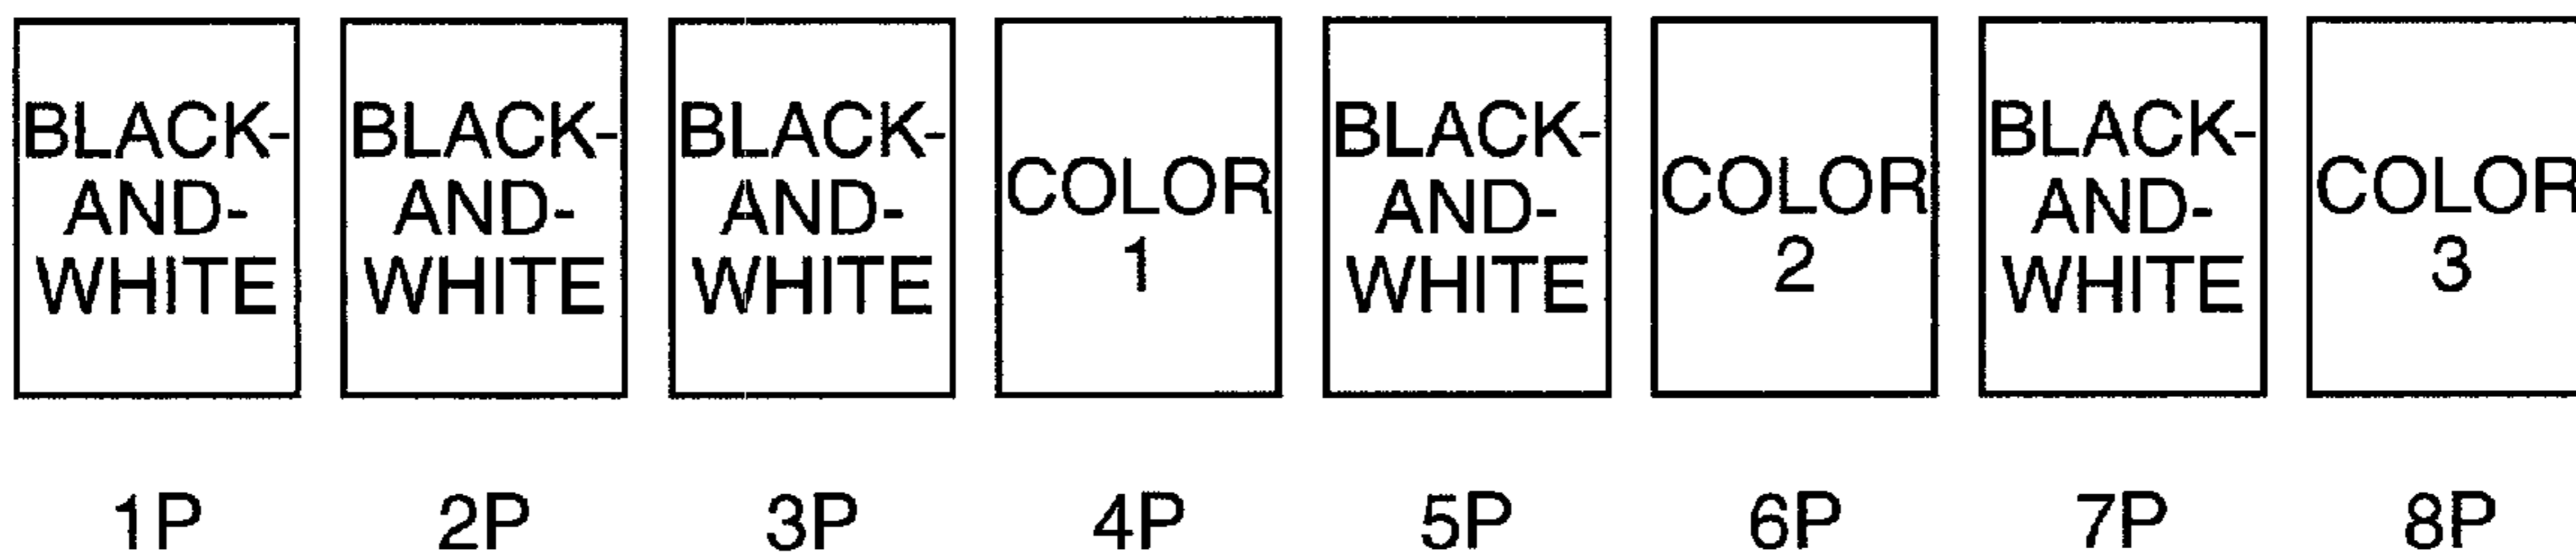 BLACK-
AND-
WHITE
BLACK-
AND-
WHITE
BLACK-
AND-
WHITE
COLOR
1
BLACK-
AND-
WHITE
COLOR
2
BLACK-
AND-
WHITE
COLOR
3
1P 2P 3P 4P 5P 6P 7P 8P